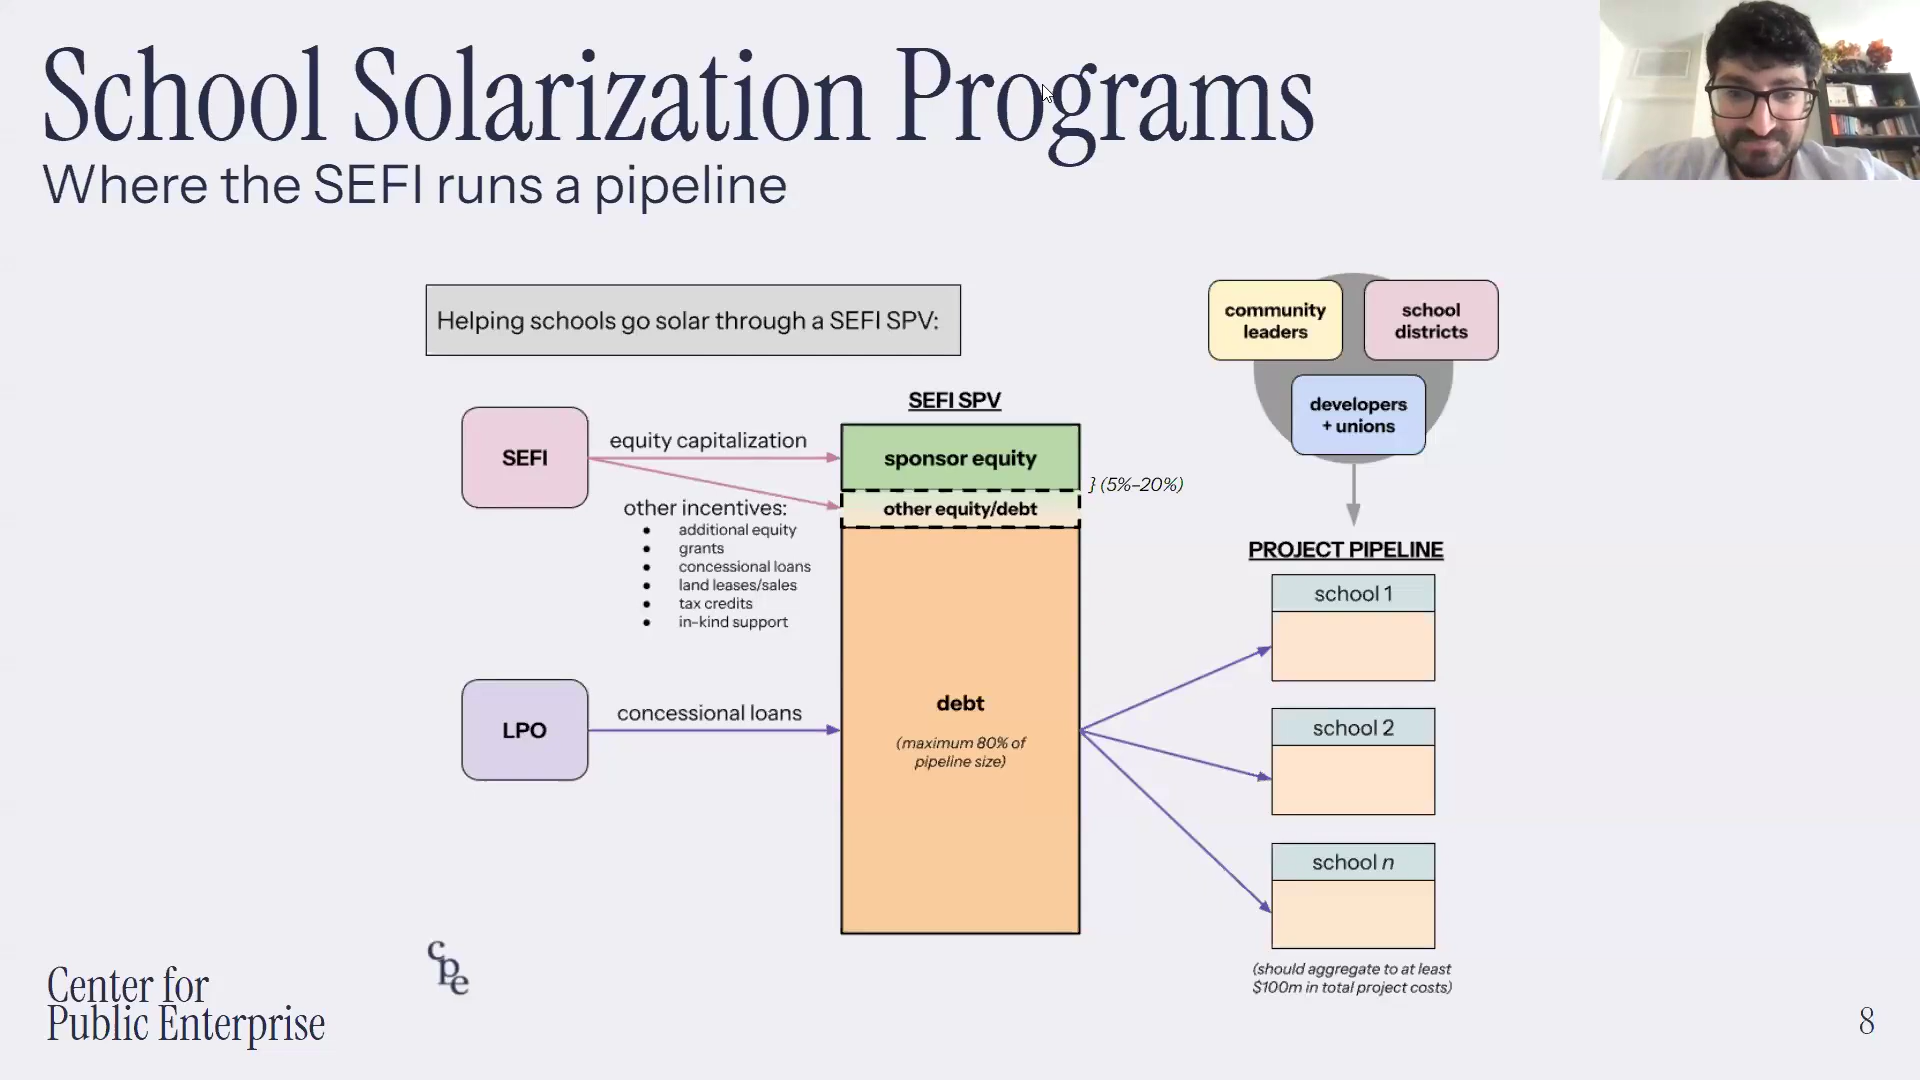 School Solarization Programs
Where the SEFI runs a pipeline
Helping schools go solar through a SEFI SPV:
SEFI
equity capitalization
other incentives:
● additional equity
● grants
● concessional loans
● land leases/sales
● tax credits
● in-kind support
LPO
concessional loans
SEFI SPV
sponsor equity
} (5%–20%)
other equity/debt
debt
(maximum 80% of
pipeline size)
community
leaders
school
districts
developers
+ unions
PROJECT PIPELINE
school 1
school 2
school n
(should aggregate to at least
$100m in total project costs)
cpe
Center for
Public Enterprise
8